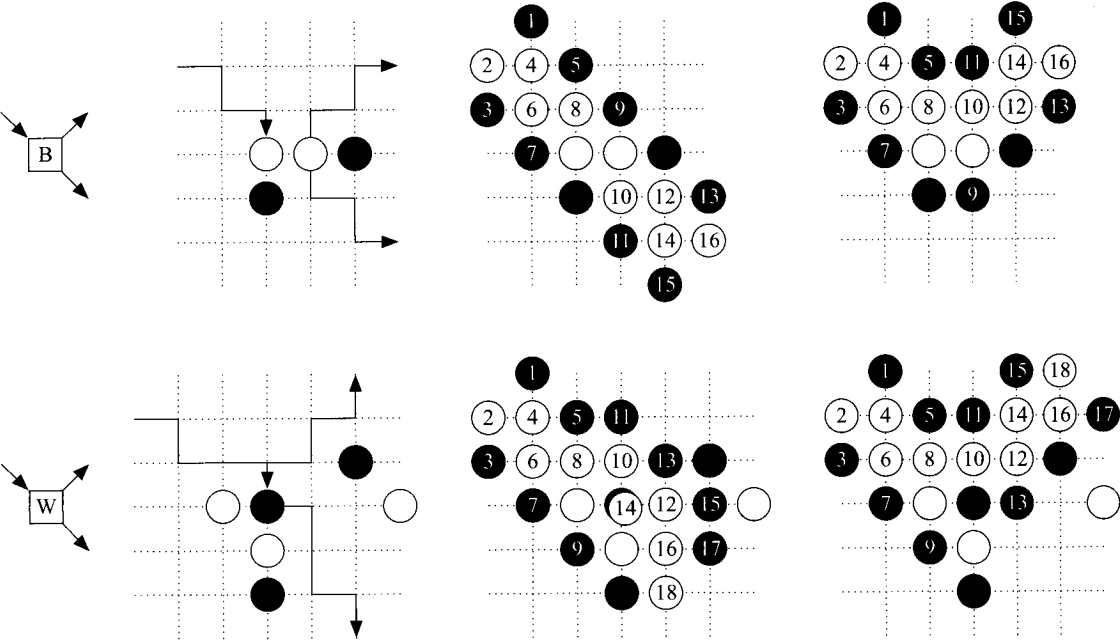 1 1 15
2 4 5 2 4 5 11 14 16
3 6 8 9 3 6 8 10 12 13
B 7 7
10 12 13 9
11 14 16
15
1 1 15 18
2 4 5 11 2 4 5 11 14 16 17
3 6 8 10 13 3 6 8 10 12
W 7 14 12 15 7 13
9 16 17 9
18